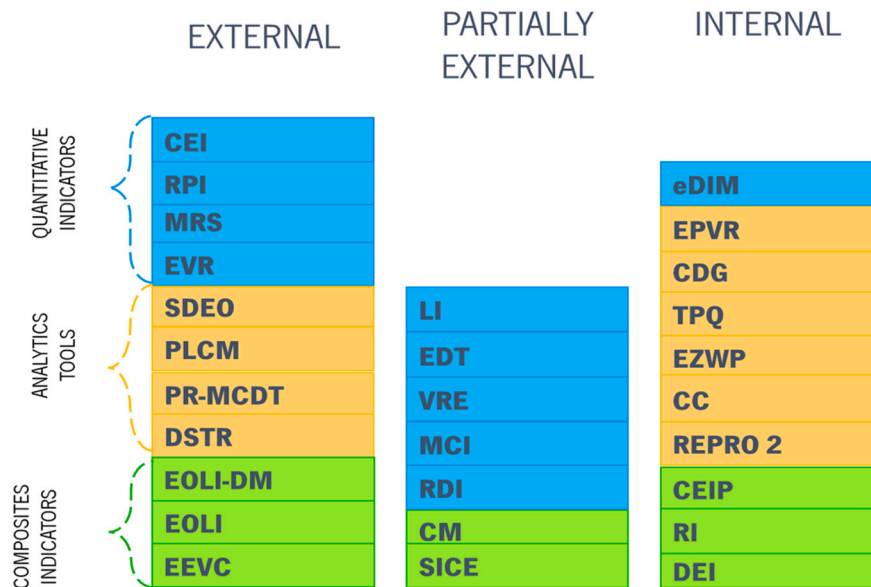 EXTERNAL
PARTIALLY
EXTERNAL
INTERNAL
QUANTITATIVE
INDICATORS
CEI
RPI
MRS
EVR
ANALYTICS
TOOLS
SDEO
PLCM
PR-MCDT
DSTR
COMPOSITES
INDICATORS
EOLI-DM
EOLI
EEVC
LI
EDT
VRE
MCI
RDI
CM
SICE
eDIM
EPVR
CDG
TPQ
EZWP
CC
REPRO 2
CEIP
RI
DEI